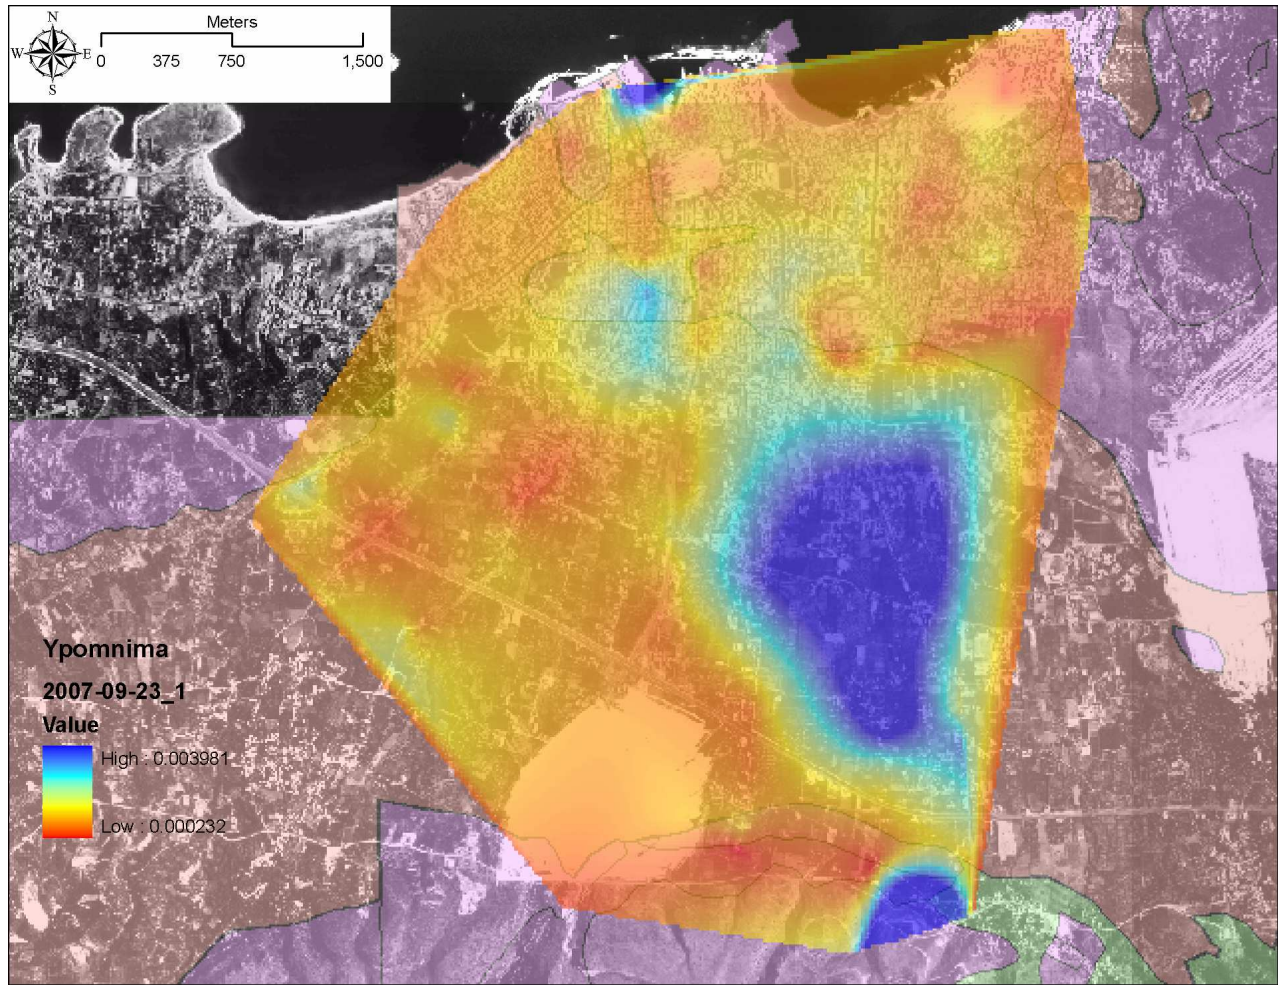 N
Meters
W E
0 375 750 1,500
S
Ypomnima
2007-09-23_1
Value
High : 0.003981
Low : 0.000232